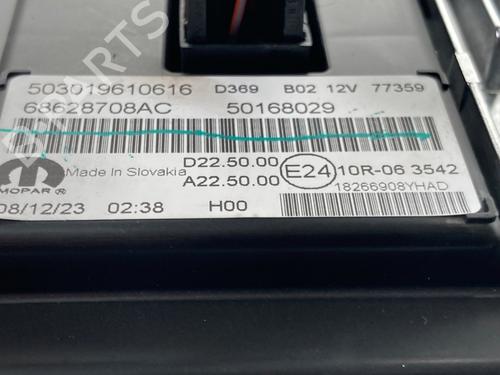 503019610616 D369 B02 12V 77359
68628708AC 50168029
MOPAR ®
Made In Slovakia
D22.50.00
A22.50.00
E24
10R-06 3542
18266908YHAD
08/12/23 02:38 H00
PARTS